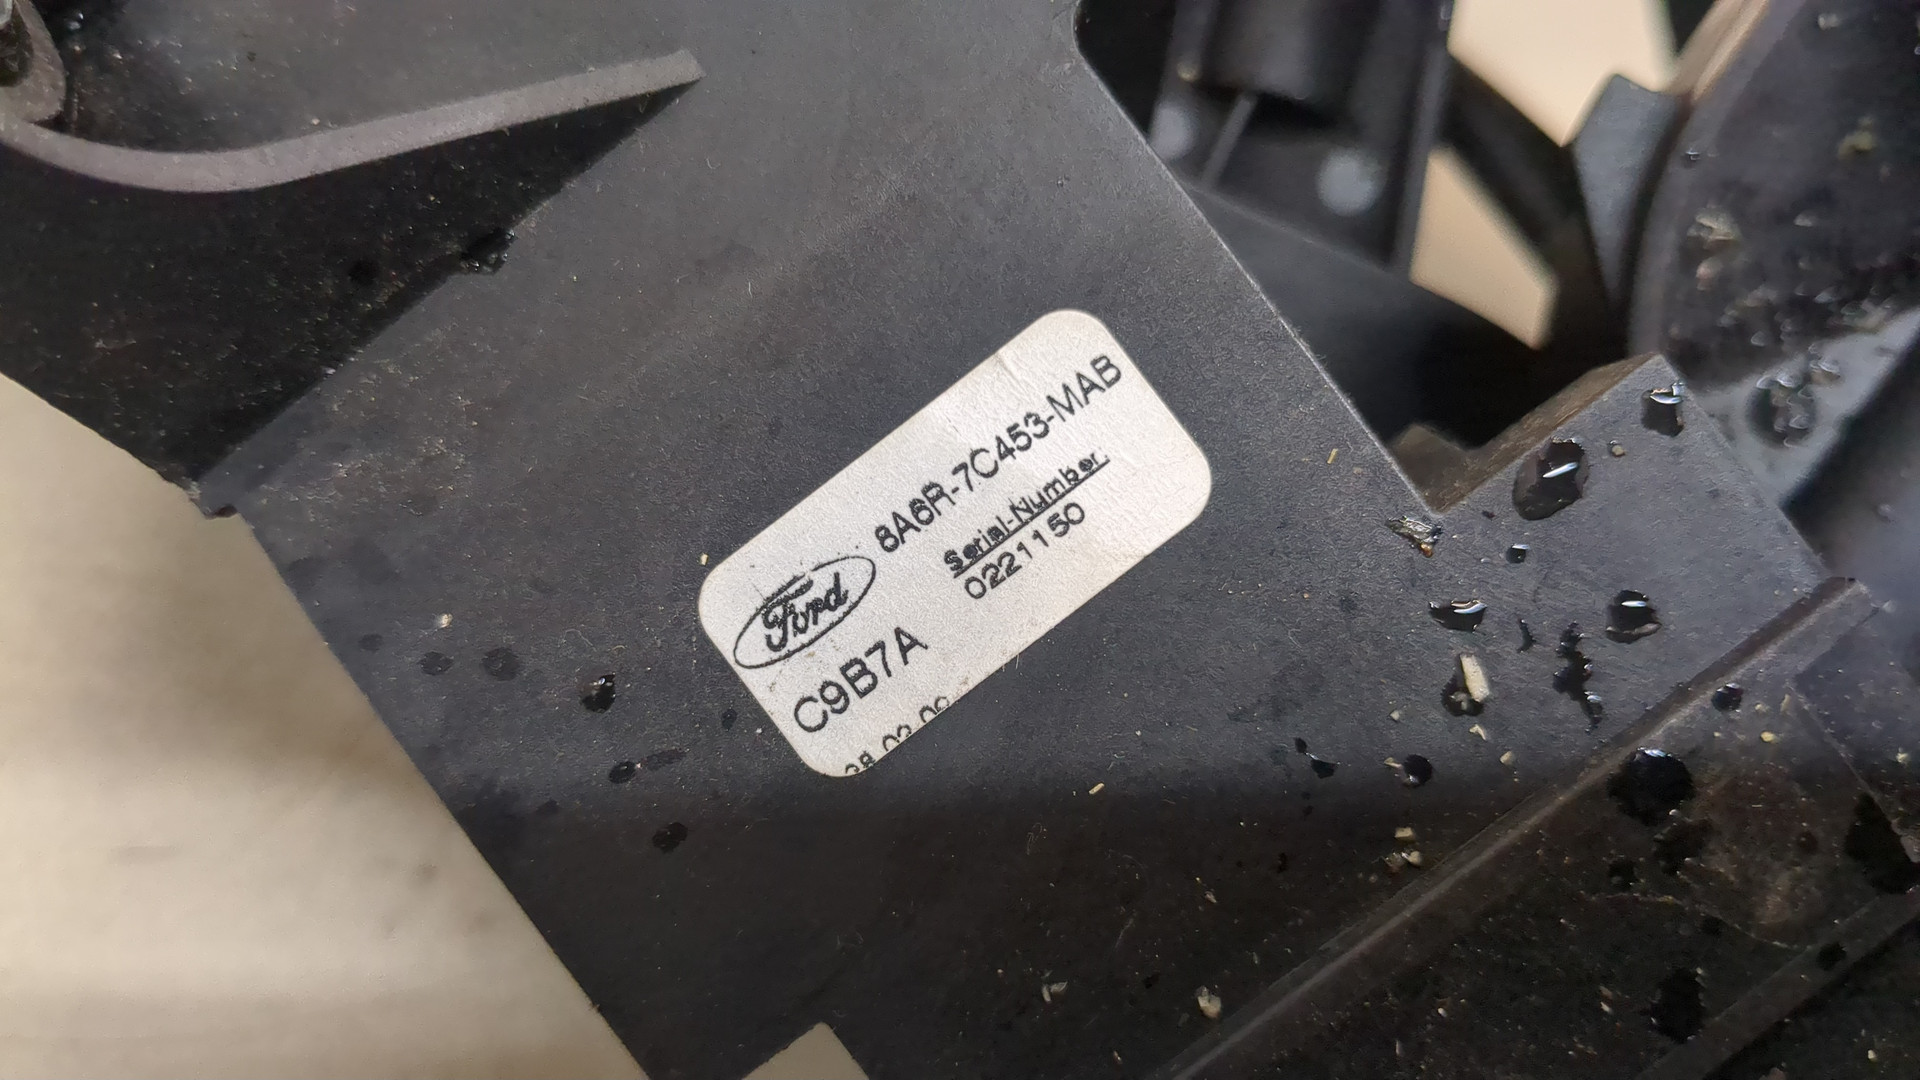 8A6R-7C453-MAB
Serial-Number
0221150
Ford
C9B7A